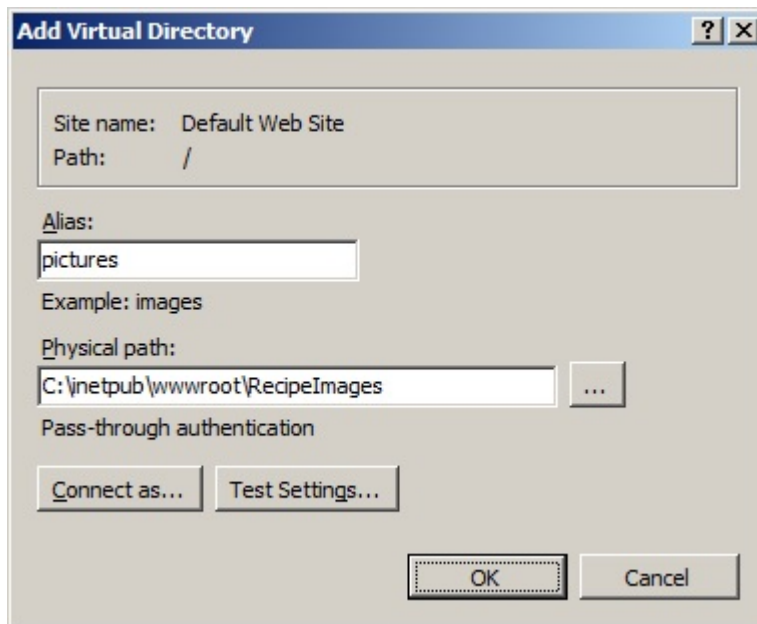 Add Virtual Directory
Site name: Default Web Site
Path: /
Alias:
pictures
Example: images
Physical path:
C:\inetpub\wwwroot\RecipeImages
...
Pass-through authentication
Connect as... Test Settings...
OK Cancel